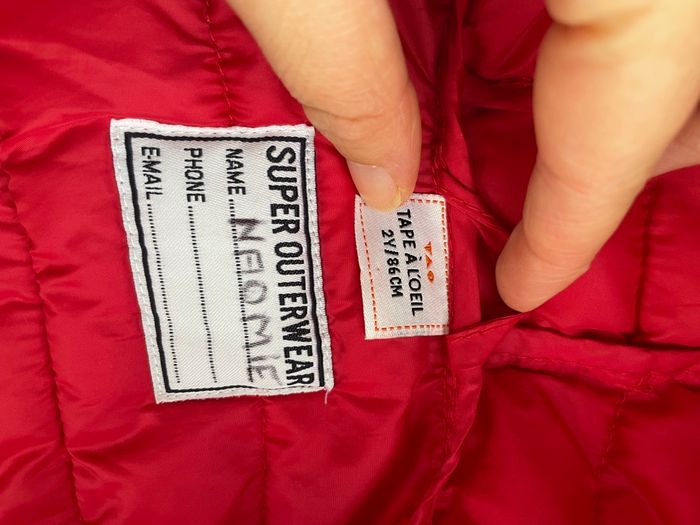 SUPER OUTERWEAR
NAME NEOMIE
PHONE
E-MAIL
TAO
TAPE À L'OEIL
2Y/86CM